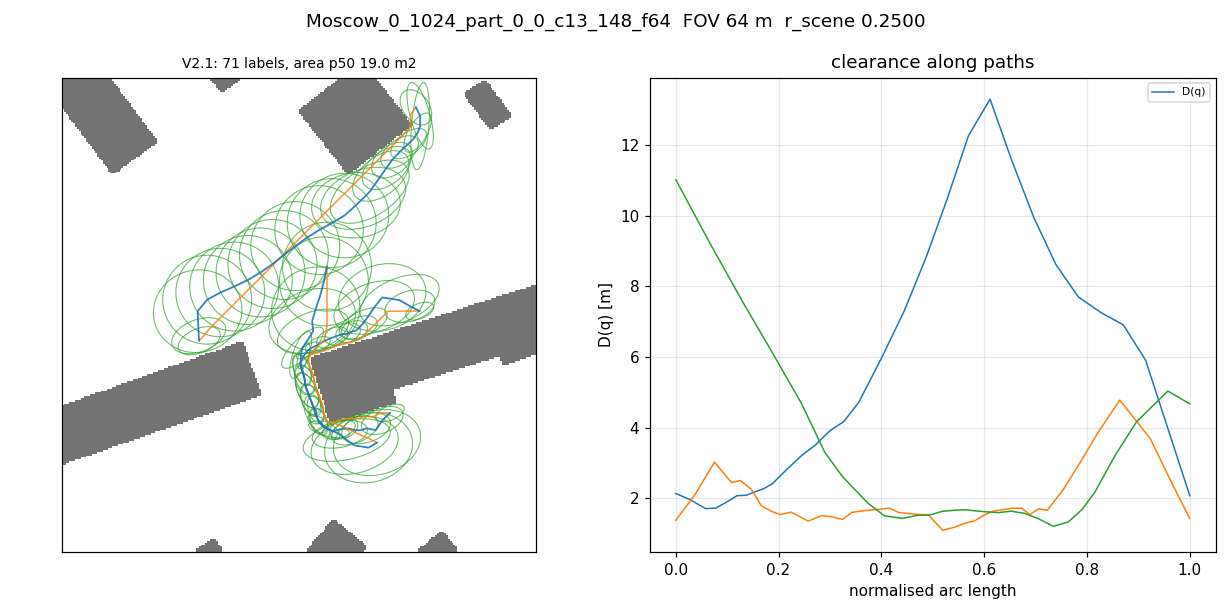 Moscow_0_1024_part_0_0_c13_148_f64  FOV 64 m  r_scene 0.2500
V2.1: 71 labels, area p50 19.0 m2
clearance along paths
D(q)
12
10
8
6
4
2
D(q) [m]
0.0 0.2 0.4 0.6 0.8 1.0
normalised arc length